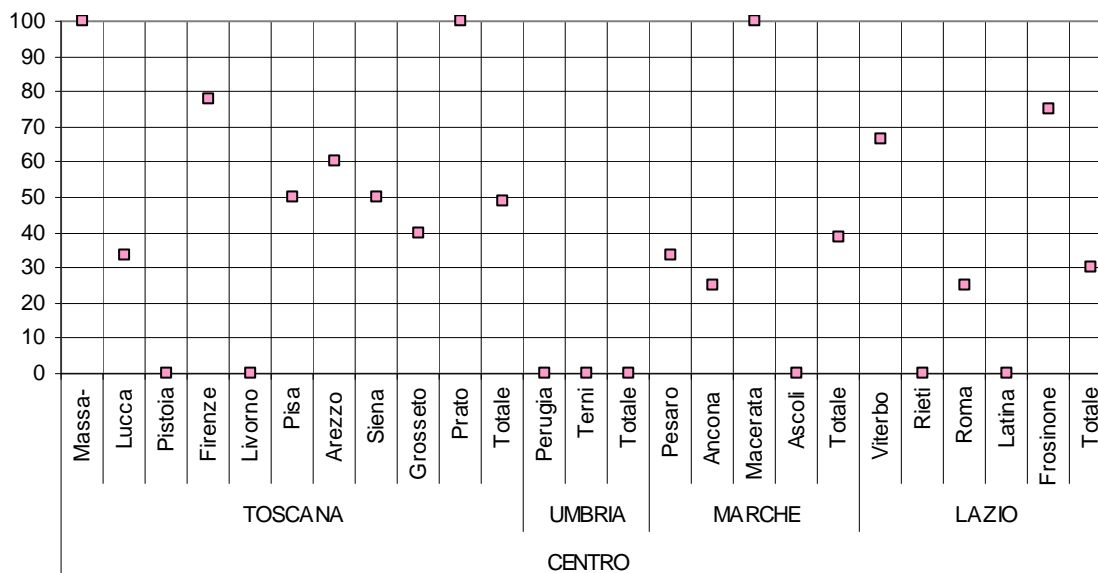 100
90
80
70
60
50
40
30
20
10
0
Massa-
Lucca
Pistoia
Firenze
Livorno
Pisa
Arezzo
Siena
Grosseto
Prato
Totale
Perugia
Terni
Totale
Pesaro
Ancona
Macerata
Ascoli
Totale
Viterbo
Rieti
Roma
Latina
Frosinone
Totale
TOSCANA UMBRIA MARCHE LAZIO
CENTRO